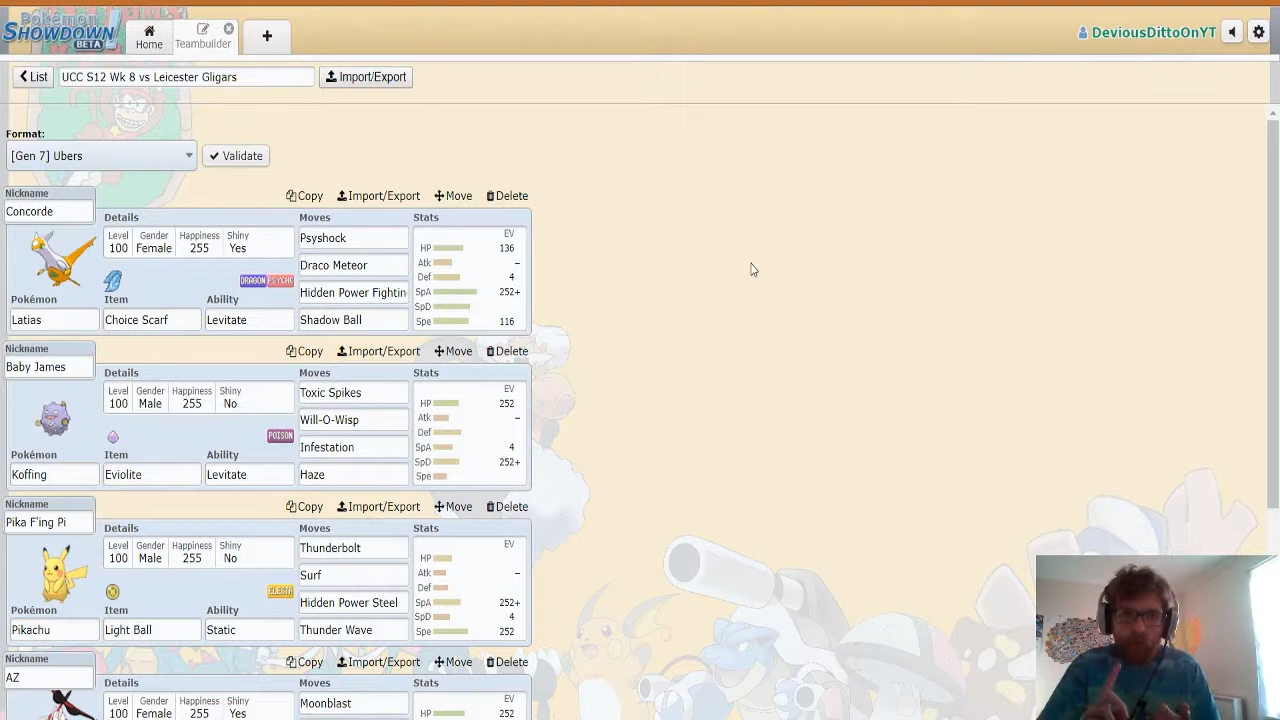 Pokémon
SHOWDOWN!
BETA
Home
Teambuilder
+
DeviousDittoOnYT
List
UCC S12 Wk 8 vs Leicester Gligars
Import/Export
Format:
[Gen 7] Ubers
Validate
Nickname
Concorde
Copy Import/Export Move Delete
Details Moves Stats
Level Gender Happiness Shiny
100 Female 255 Yes
Psyshock
Draco Meteor
Hidden Power Fightin
Shadow Ball
EV
HP 136
Atk –
Def 4
SpA 252+
SpD
Spe 116
DRAGON PSYCHC
Pokémon Item Ability
Latias Choice Scarf Levitate
Nickname
Baby James
Copy Import/Export Move Delete
Details Moves Stats
Level Gender Happiness Shiny
100 Male 255 No
Toxic Spikes
Will-O-Wisp
Infestation
Haze
EV
HP 252
Atk –
Def
SpA 4
SpD 252+
Spe
POISON
Pokémon Item Ability
Koffing Eviolite Levitate
Nickname
Pika F'ing Pi
Copy Import/Export Move Delete
Details Moves Stats
Level Gender Happiness Shiny
100 Male 255 No
Thunderbolt
Surf
Hidden Power Steel
Thunder Wave
EV
HP
Atk –
Def
SpA 252+
SpD 4
Spe 252
Pokémon Item Ability
Pikachu Light Ball Static
Nickname
AZ
Copy Import/Export Move Delete
Details Moves Stats
Level Gender Happiness Shiny
100 Female 255 Yes
Moonblast
EV
HP 252